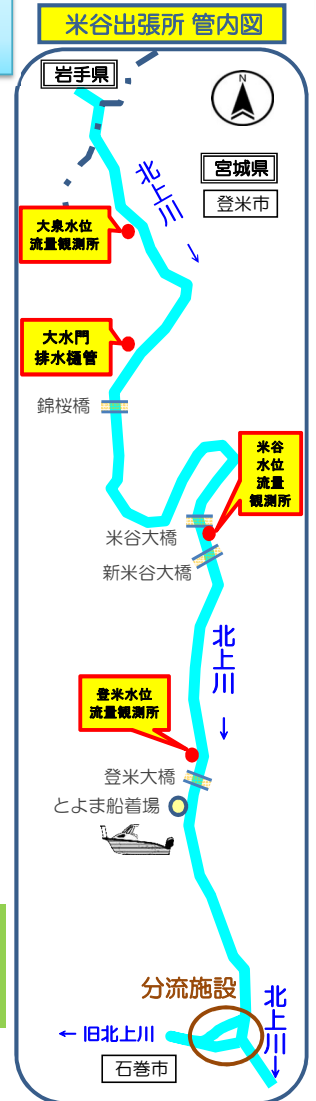 米谷出張所 管内図
岩手県
N
宮城県
登米市
北上川
↓
大泉水位
流量観測所
大水門
排水樋管
錦桜橋
米谷
水位
流量
観測所
米谷大橋
新米谷大橋
北上川
↓
登米水位
流量観測所
登米大橋
とよま船着場
分流施設
北上川
↓
← 旧北上川
石巻市